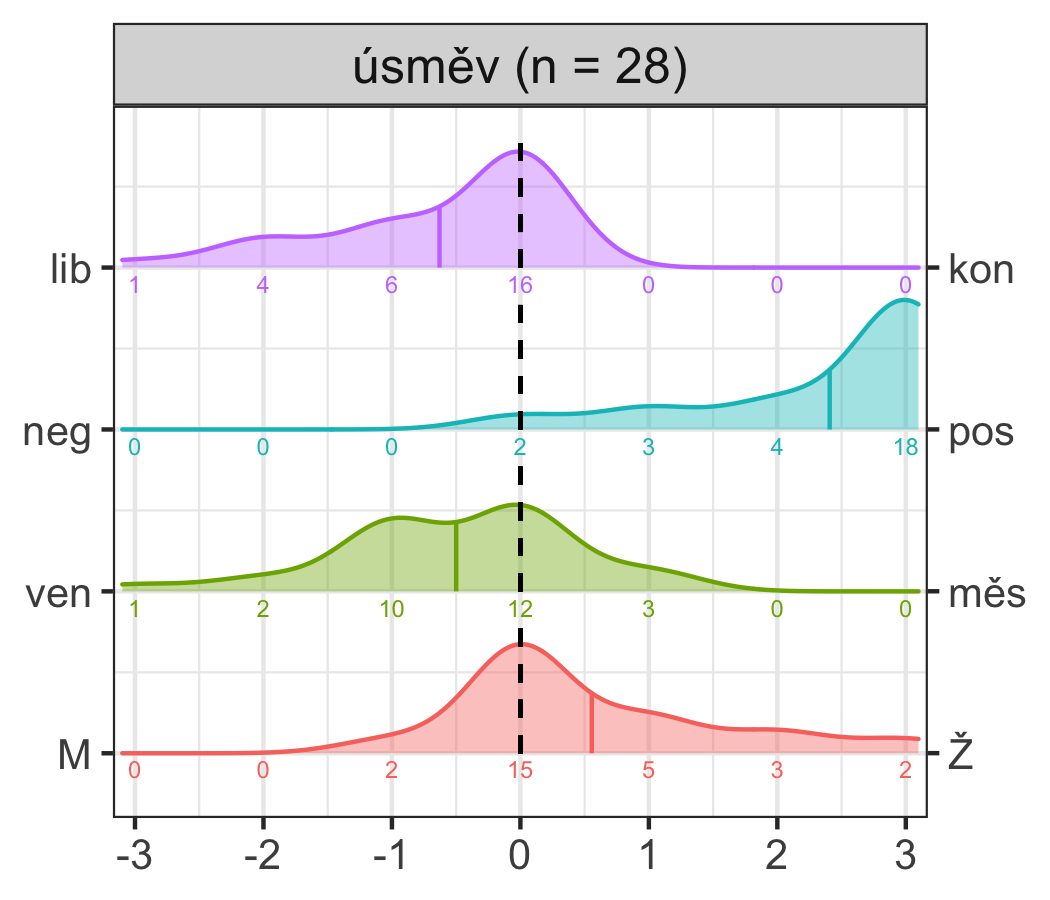 úsměv (n = 28)
lib kon
1 4 6 16 0 0 0
neg pos
0 0 0 2 3 4 18
ven měs
1 2 10 12 3 0 0
M Ž
0 0 2 15 5 3 2
-3 -2 -1 0 1 2 3